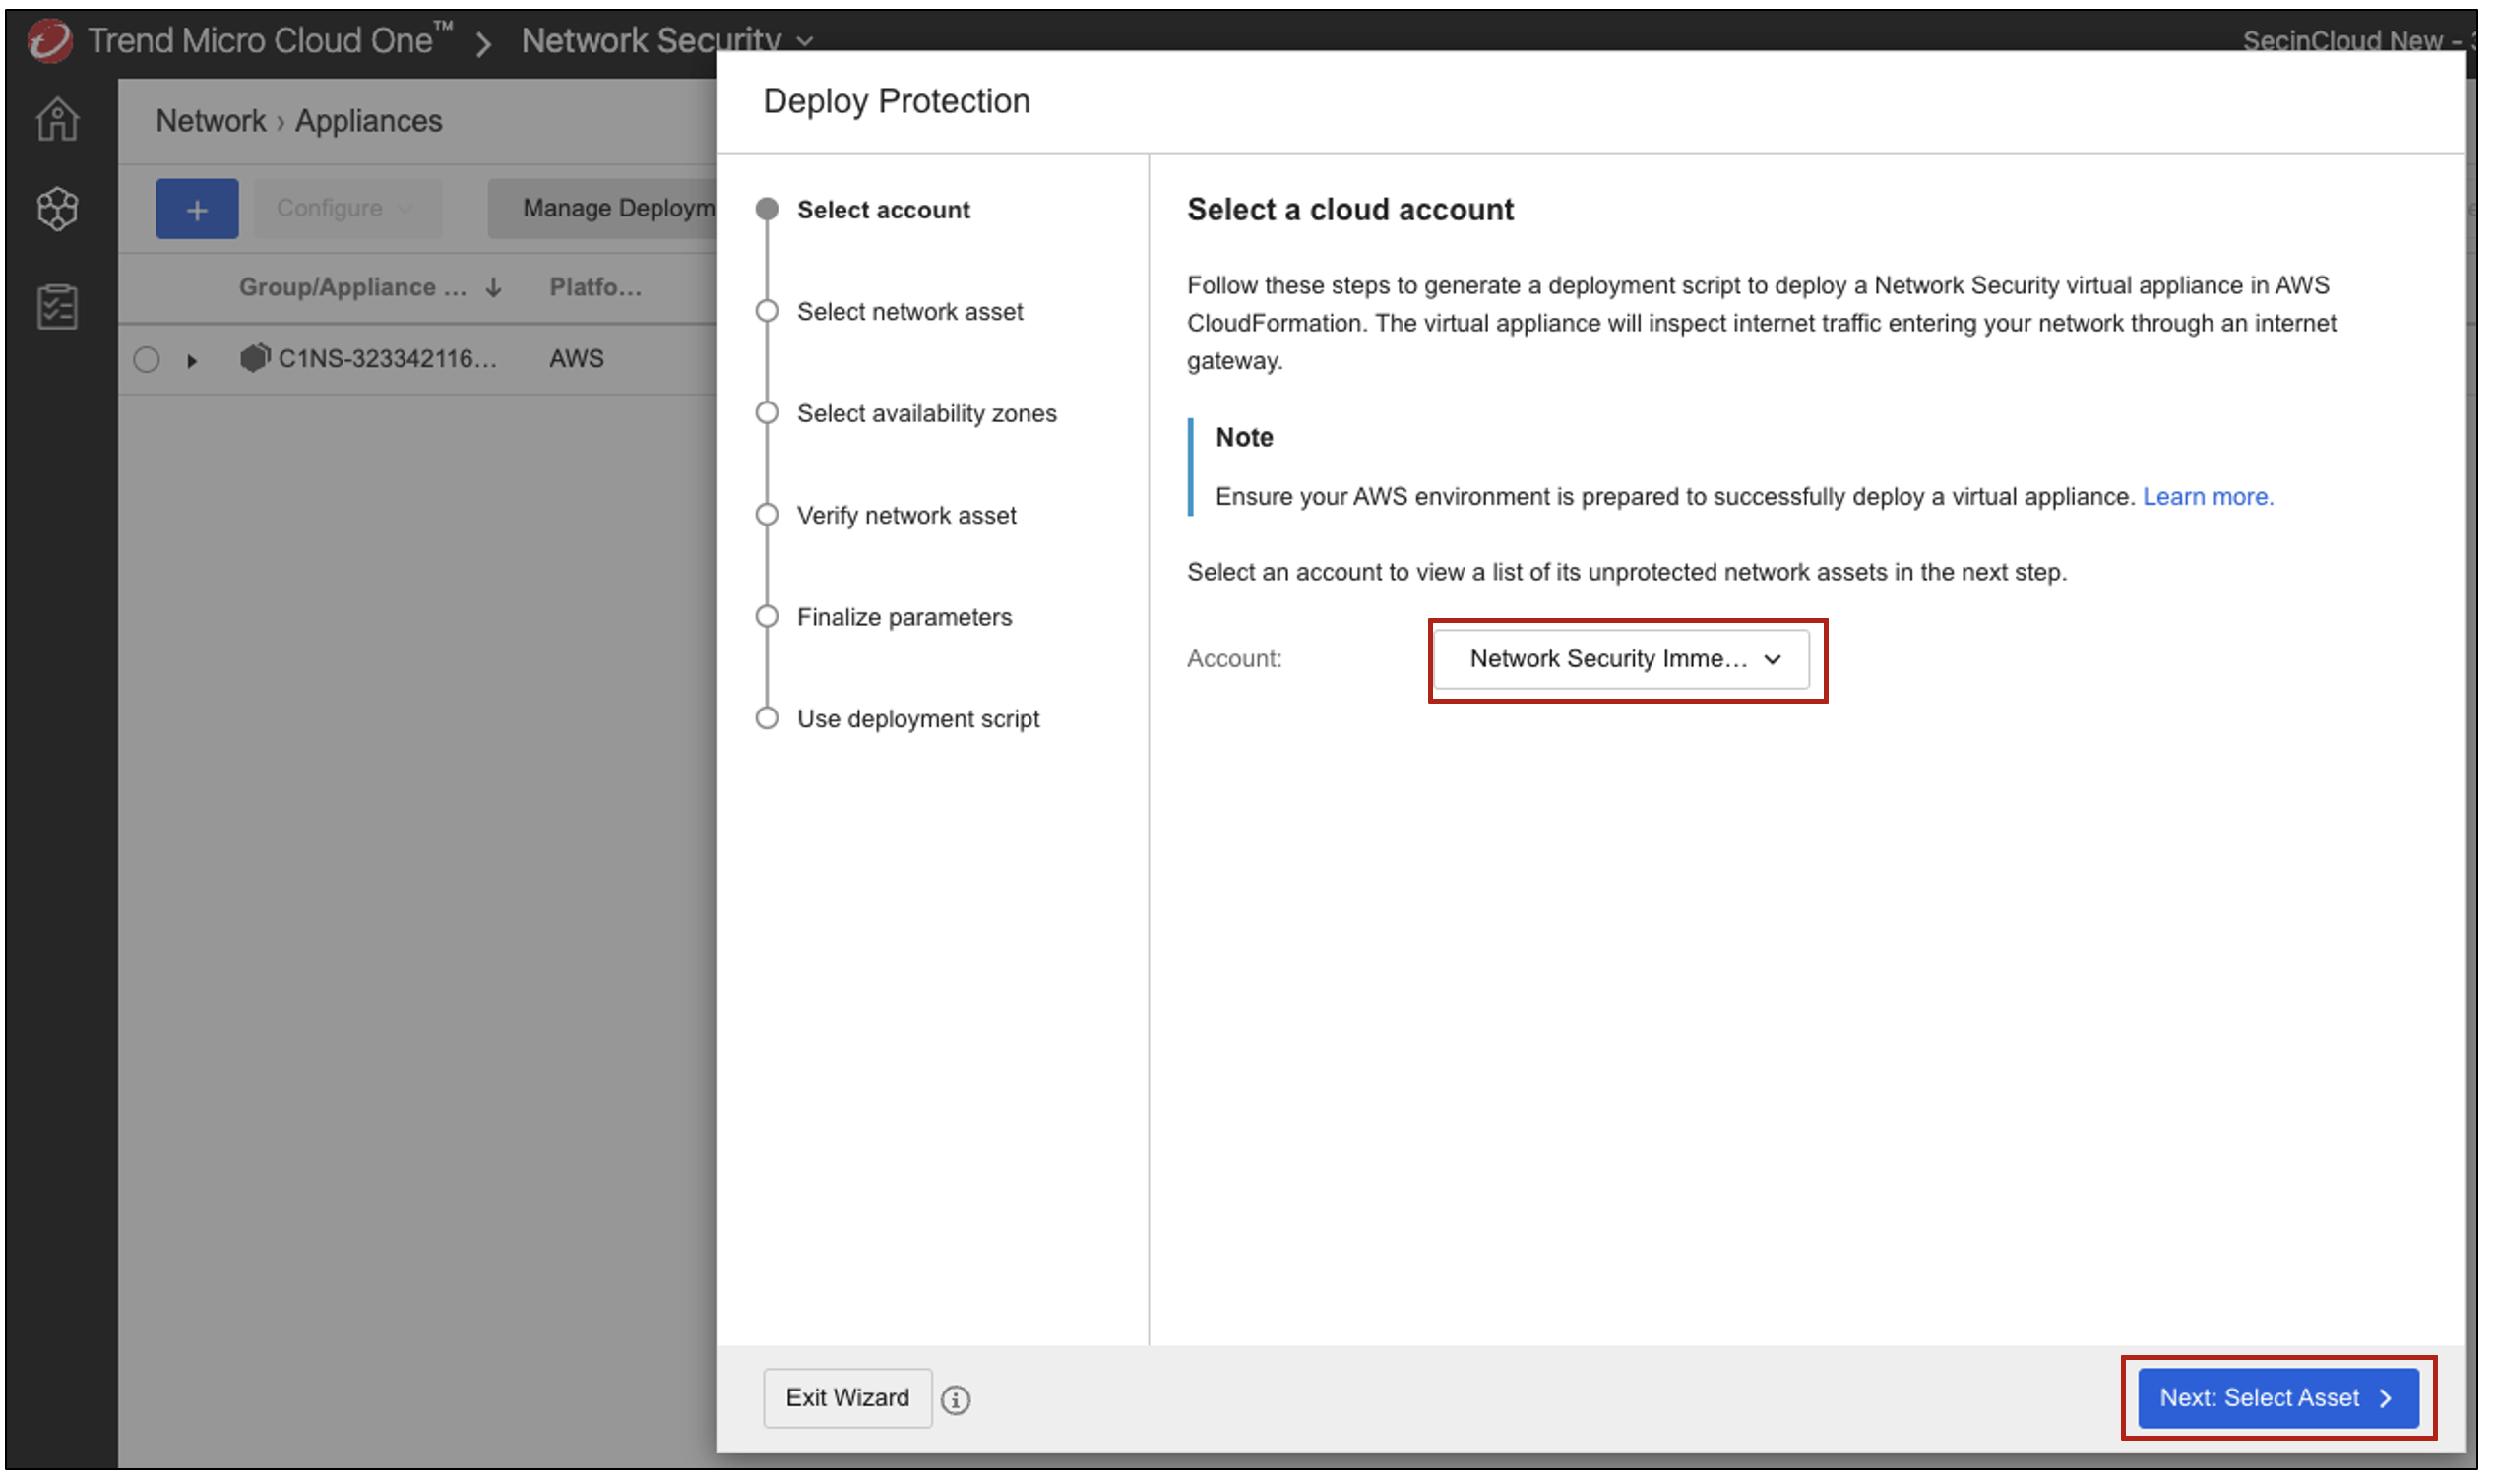 Trend Micro Cloud One™ > Network Security
SecinCloud New -
Network › Appliances
+ Configure
Manage Deploym
Group/Appliance ... ↓ Platfo...
C1NS-323342116... AWS
Deploy Protection
Select account
Select network asset
Select availability zones
Verify network asset
Finalize parameters
Use deployment script
Select a cloud account
Follow these steps to generate a deployment script to deploy a Network Security virtual appliance in AWS
CloudFormation. The virtual appliance will inspect internet traffic entering your network through an internet
gateway.
Note
Ensure your AWS environment is prepared to successfully deploy a virtual appliance. Learn more.
Select an account to view a list of its unprotected network assets in the next step.
Account: Network Security Imme...
Exit Wizard
Next: Select Asset >